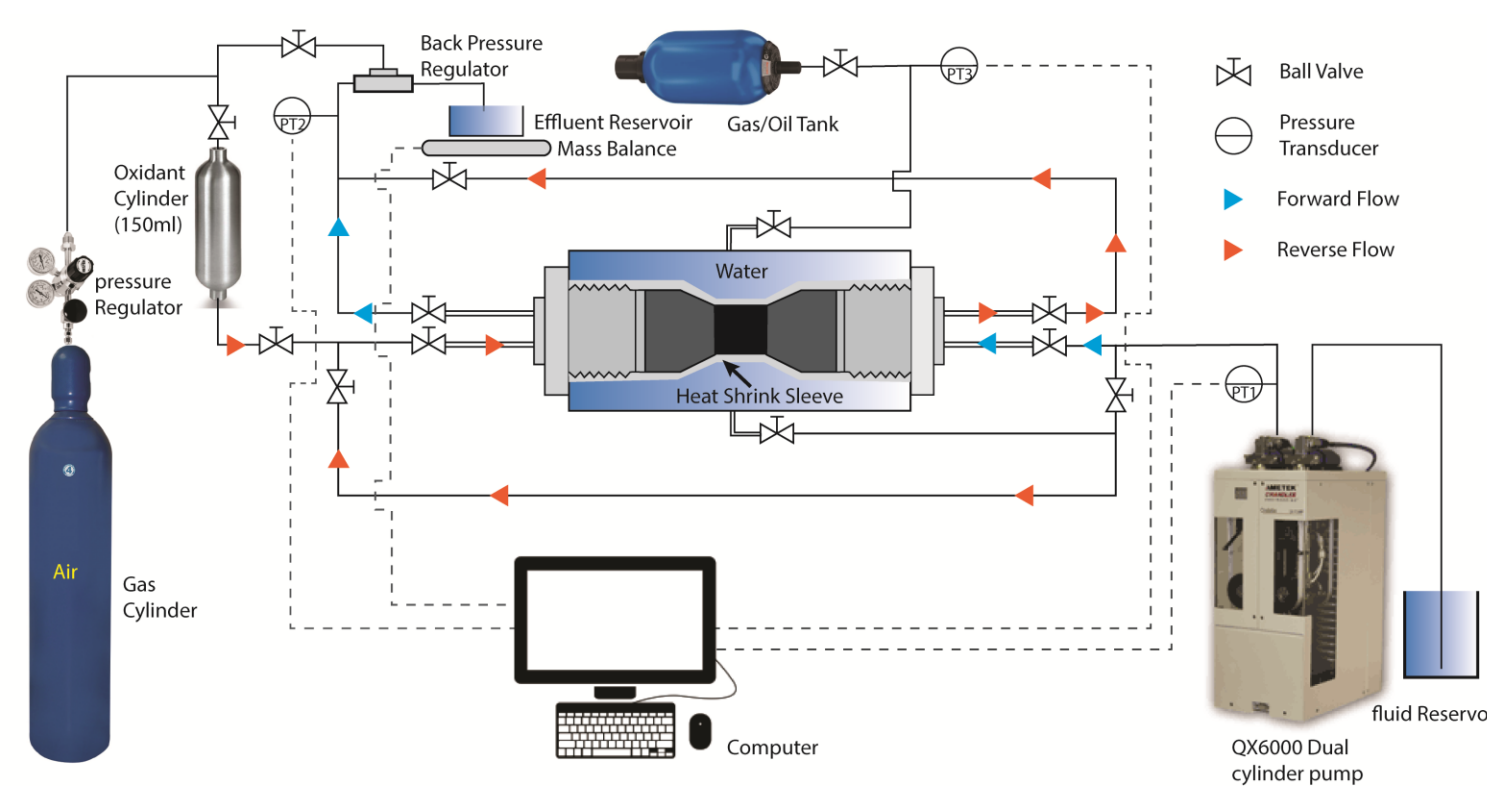 Back Pressure
Regulator
PT2
PT3
Effluent Reservoir
Mass Balance
Gas/Oil Tank
Ball Valve
Pressure
Transducer
Forward Flow
Reverse Flow
Oxidant
Cylinder
(150ml)
pressure
Regulator
Water
Heat Shrink Sleeve
PT1
AMETEK
CHANDLER
Air
Gas
Cylinder
Computer
fluid Reservo
QX6000 Dual
cylinder pump